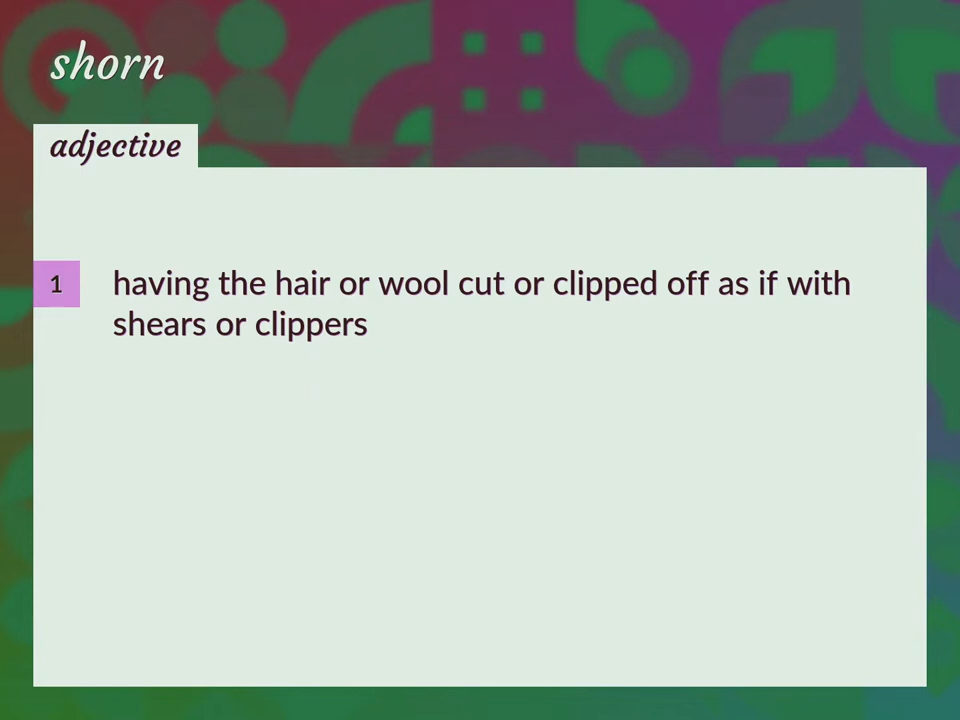 shorn
adjective
1
having the hair or wool cut or clipped off as if with
shears or clippers